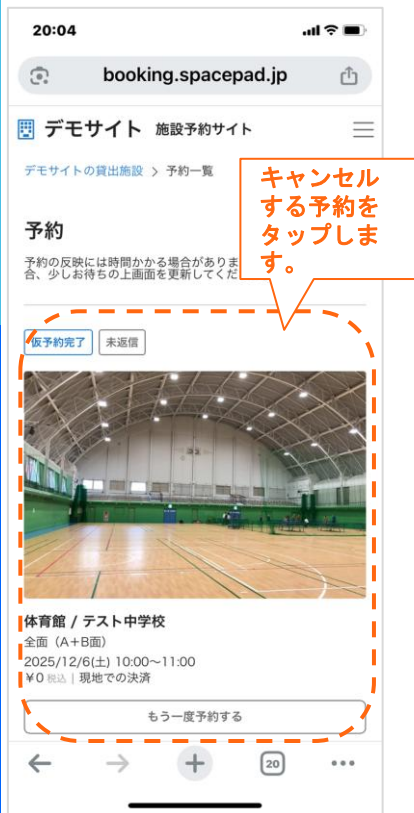 20:04
booking.spacepad.jp
デモサイト 施設予約サイト
デモサイトの貸出施設 > 予約一覧
キャンセル
する予約を
タップしま
す。
予約
予約の反映には時間かかる場合がありま
合、少しお待ちの上画面を更新してくだ
仮予約完了 未返信
体育館 / テスト中学校
全面（A+B面）
2025/12/6(土) 10:00〜11:00
¥0 税込 | 現地での決済
もう一度予約する
20